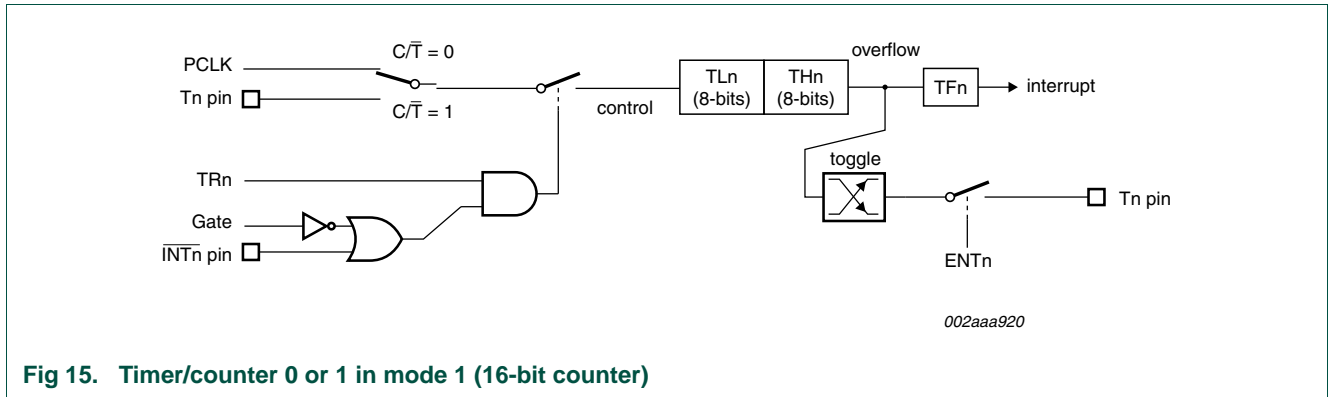 PCLK
Tn pin
C/T̅ = 0
C/T̅ = 1
TRn
Gate
I̅N̅T̅n̅ pin
control
TLn
(8-bits)
THn
(8-bits)
overflow
TFn
interrupt
toggle
Tn pin
ENTn
002aaa920
Fig 15. Timer/counter 0 or 1 in mode 1 (16-bit counter)